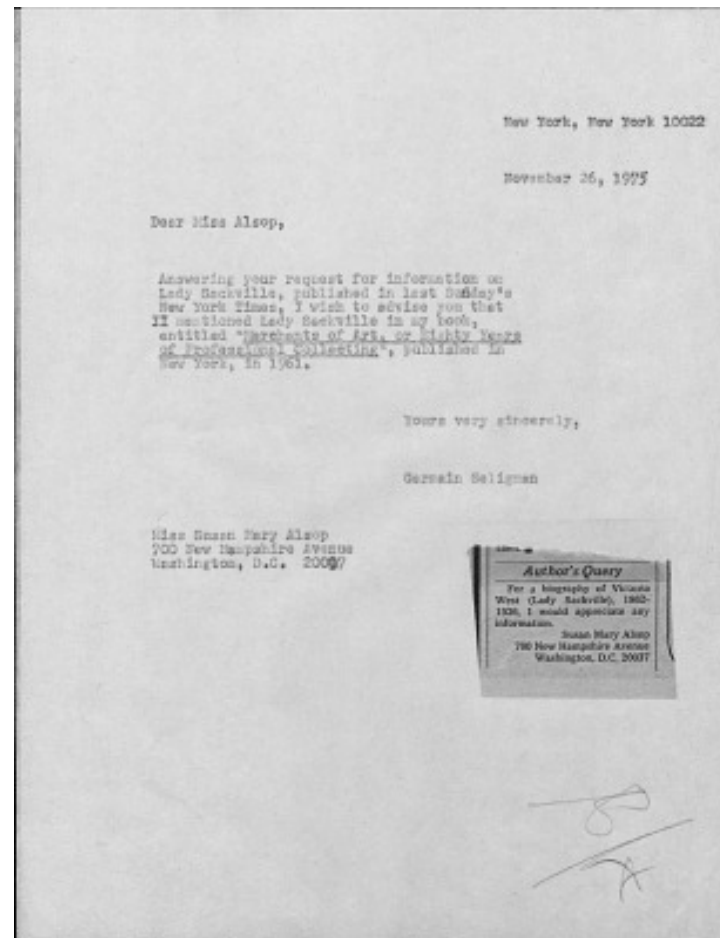 New York, New York 10022
November 26, 1975
Dear Miss Alsop,
Answering your request for information on
Lady Sackville, published in last Sunday's
New York Times, I wish to advise you that
II mentioned Lady Sackville in my book,
entitled "Merchants of Art, or Eighty Years
of Professional Collecting", published in
New York, in 1961.
Yours very sincerely,
Germain Seligman
Miss Susan Mary Alsop
700 New Hampshire Avenue
Washington, D.C. 20037
Author's Query
For a biography of Victoria
West (Lady Sackville), 1862-
1936, I would appreciate any
information.
Susan Mary Alsop
700 New Hampshire Avenue
Washington, D.C. 20037